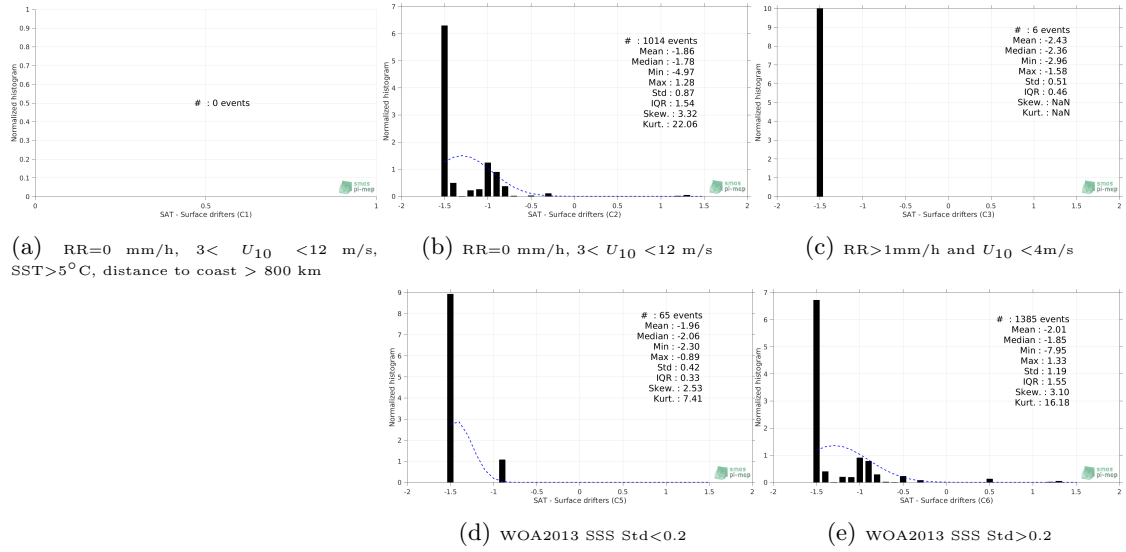 1
0.9
0.8
0.7
0.6
0.5
0.4
0.3
0.2
0.1
0
Normalized histogram
# : 0 events
smos
pi-mep
0 0.5 1
SAT - Surface drifters (C1)
(a) RR=0 mm/h, 3< U10 <12 m/s,
SST>5°C, distance to coast > 800 km
7
6
5
4
3
2
1
0
Normalized histogram
# : 1014 events
Mean : -1.86
Median : -1.78
Min : -4.97
Max : 1.28
Std : 0.87
IQR : 1.54
Skew. : 3.32
Kurt. : 22.06
smos
pi-mep
-2 -1.5 -1 -0.5 0 0.5 1 1.5 2
SAT - Surface drifters (C2)
(b) RR=0 mm/h, 3< U10 <12 m/s
10
9
8
7
6
5
4
3
2
1
0
Normalized histogram
# : 6 events
Mean : -2.43
Median : -2.36
Min : -2.96
Max : -1.58
Std : 0.51
IQR : 0.46
Skew. : NaN
Kurt. : NaN
smos
pi-mep
-2 -1.5 -1 -0.5 0 0.5 1 1.5 2
SAT - Surface drifters (C3)
(c) RR>1mm/h and U10 <4m/s
9
8
7
6
5
4
3
2
1
0
Normalized histogram
# : 65 events
Mean : -1.96
Median : -2.06
Min : -2.30
Max : -0.89
Std : 0.42
IQR : 0.33
Skew. : 2.53
Kurt. : 7.41
smos
pi-mep
-2 -1.5 -1 -0.5 0 0.5 1 1.5 2
SAT - Surface drifters (C5)
(d) WOA2013 SSS Std<0.2
7
6
5
4
3
2
1
0
Normalized histogram
# : 1385 events
Mean : -2.01
Median : -1.85
Min : -7.95
Max : 1.33
Std : 1.19
IQR : 1.55
Skew. : 3.10
Kurt. : 16.18
smos
pi-mep
-2 -1.5 -1 -0.5 0 0.5 1 1.5 2
SAT - Surface drifters (C6)
(e) WOA2013 SSS Std>0.2